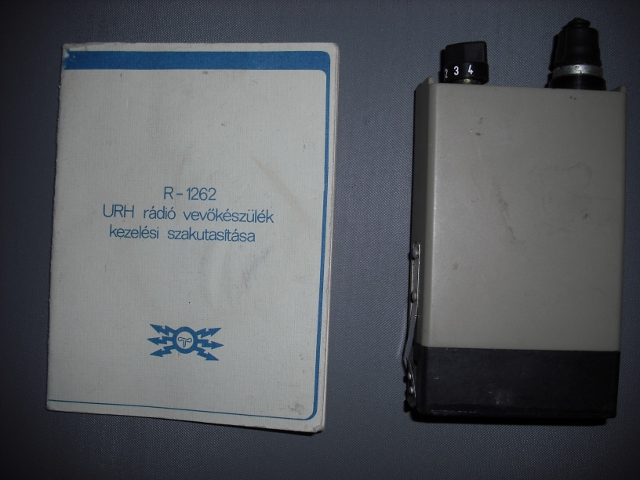 R-1262
URH rádió vevőkészülék
kezelési szakutasítása
2 3 4